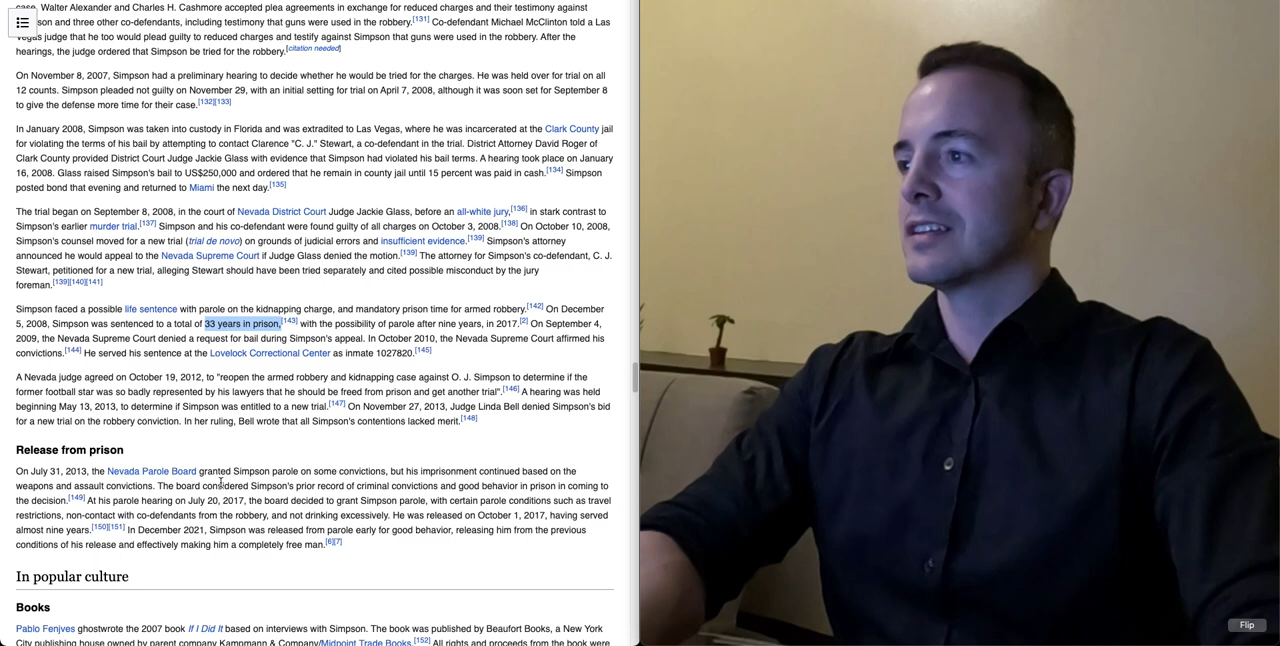 case. Walter Alexander and Charles H. Cashmore accepted plea agreements in exchange for reduced charges and their testimony against
son and three other co-defendants, including testimony that guns were used in the robbery.[131] Co-defendant Michael McClinton told a Las
Vegas judge that he too would plead guilty to reduced charges and testify against Simpson that guns were used in the robbery. After the
hearings, the judge ordered that Simpson be tried for the robbery.[citation needed]
On November 8, 2007, Simpson had a preliminary hearing to decide whether he would be tried for the charges. He was held over for trial on all
12 counts. Simpson pleaded not guilty on November 29, with an initial setting for trial on April 7, 2008, although it was soon set for September 8
to give the defense more time for their case.[132][133]
In January 2008, Simpson was taken into custody in Florida and was extradited to Las Vegas, where he was incarcerated at the Clark County jail
for violating the terms of his bail by attempting to contact Clarence "C. J." Stewart, a co-defendant in the trial. District Attorney David Roger of
Clark County provided District Court Judge Jackie Glass with evidence that Simpson had violated his bail terms. A hearing took place on January
16, 2008. Glass raised Simpson's bail to US$250,000 and ordered that he remain in county jail until 15 percent was paid in cash.[134] Simpson
posted bond that evening and returned to Miami the next day.[135]
The trial began on September 8, 2008, in the court of Nevada District Court Judge Jackie Glass, before an all-white jury,[136] in stark contrast to
Simpson's earlier murder trial.[137] Simpson and his co-defendant were found guilty of all charges on October 3, 2008.[138] On October 10, 2008,
Simpson's counsel moved for a new trial (trial de novo) on grounds of judicial errors and insufficient evidence.[139] Simpson's attorney
announced he would appeal to the Nevada Supreme Court if Judge Glass denied the motion.[139] The attorney for Simpson's co-defendant, C. J.
Stewart, petitioned for a new trial, alleging Stewart should have been tried separately and cited possible misconduct by the jury
foreman.[139][140][141]
Simpson faced a possible life sentence with parole on the kidnapping charge, and mandatory prison time for armed robbery.[142] On December
5, 2008, Simpson was sentenced to a total of 33 years in prison,[143] with the possibility of parole after nine years, in 2017.[2] On September 4,
2009, the Nevada Supreme Court denied a request for bail during Simpson's appeal. In October 2010, the Nevada Supreme Court affirmed his
convictions.[144] He served his sentence at the Lovelock Correctional Center as inmate 1027820.[145]
A Nevada judge agreed on October 19, 2012, to "reopen the armed robbery and kidnapping case against O. J. Simpson to determine if the
former football star was so badly represented by his lawyers that he should be freed from prison and get another trial".[146] A hearing was held
beginning May 13, 2013, to determine if Simpson was entitled to a new trial.[147] On November 27, 2013, Judge Linda Bell denied Simpson's bid
for a new trial on the robbery conviction. In her ruling, Bell wrote that all Simpson's contentions lacked merit.[148]
Release from prison
On July 31, 2013, the Nevada Parole Board granted Simpson parole on some convictions, but his imprisonment continued based on the
weapons and assault convictions. The board considered Simpson's prior record of criminal convictions and good behavior in prison in coming to
the decision.[149] At his parole hearing on July 20, 2017, the board decided to grant Simpson parole, with certain parole conditions such as travel
restrictions, non-contact with co-defendants from the robbery, and not drinking excessively. He was released on October 1, 2017, having served
almost nine years.[150][151] In December 2021, Simpson was released from parole early for good behavior, releasing him from the previous
conditions of his release and effectively making him a completely free man.[6][7]
In popular culture
Books
Pablo Fenjves ghostwrote the 2007 book If I Did It based on interviews with Simpson. The book was published by Beaufort Books, a New York
City publishing house owned by parent company Kampmann & Company/Midpoint Trade Books.[152] All rights and proceeds from the book were
Flip